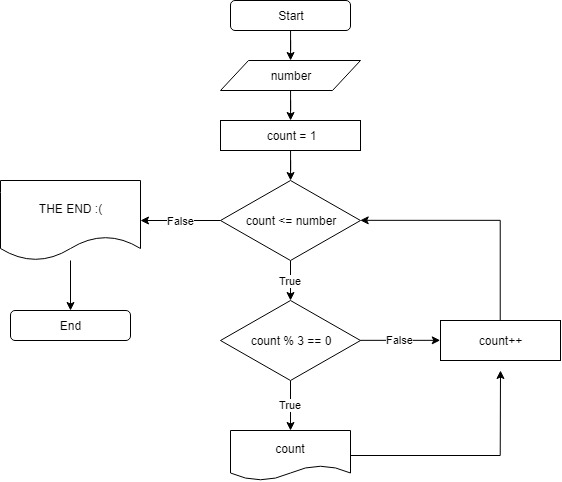 Start
number
count = 1
count <= number
False
THE END :(
End
True
count % 3 == 0
False
count++
True
count